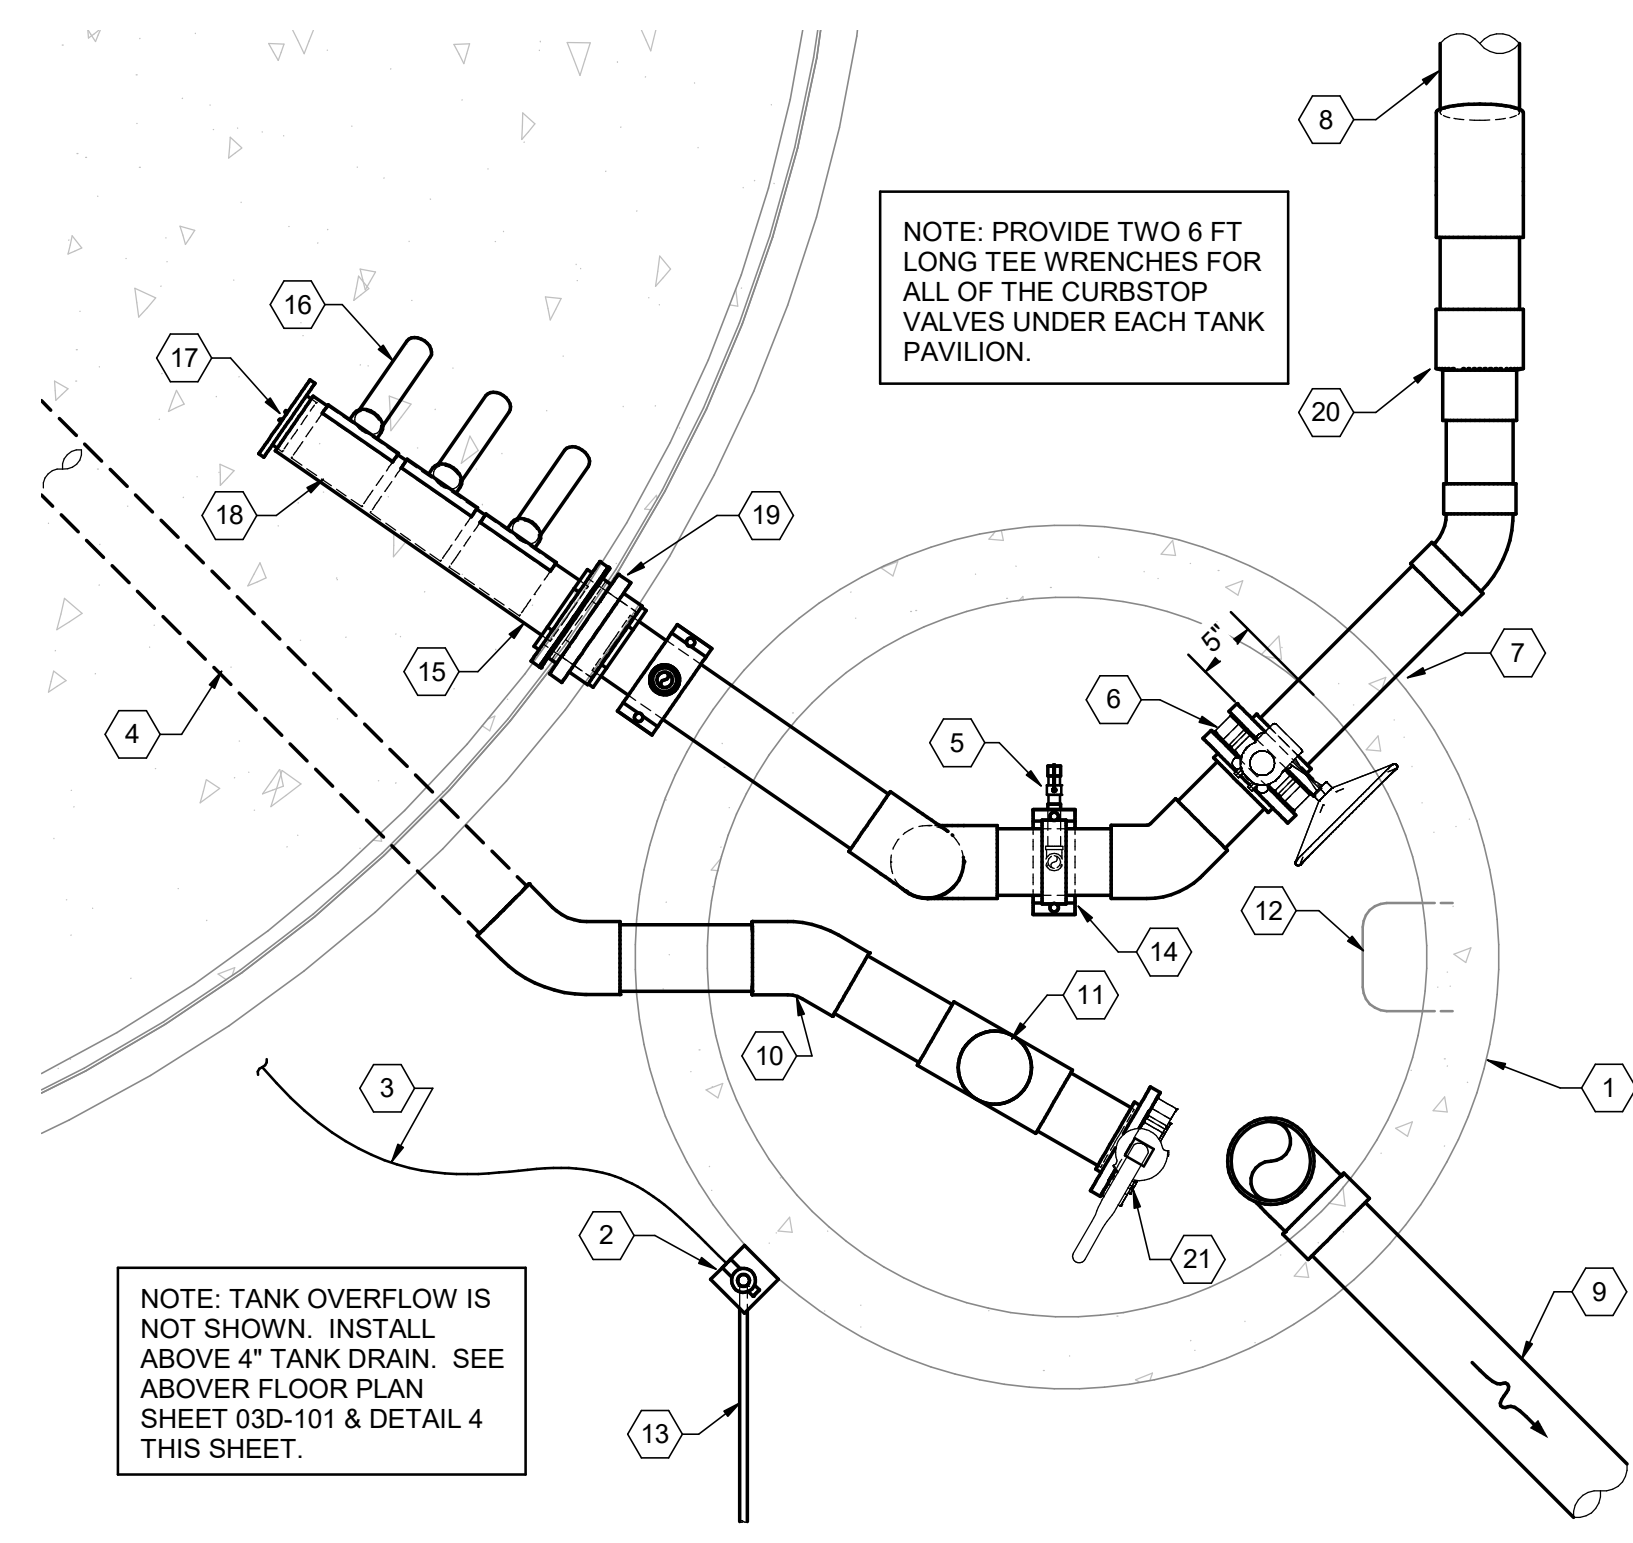 8
NOTE: PROVIDE TWO 6 FT
LONG TEE WRENCHES FOR
ALL OF THE CURBSTOP
VALVES UNDER EACH TANK
PAVILION.
16
17
20
18
19
5"
7
15
6
4
5
12
14
11
10
3
1
2
21
9
NOTE: TANK OVERFLOW IS
NOT SHOWN. INSTALL
ABOVE 4" TANK DRAIN. SEE
ABOVER FLOOR PLAN
SHEET 03D-101 & DETAIL 4
THIS SHEET.
13